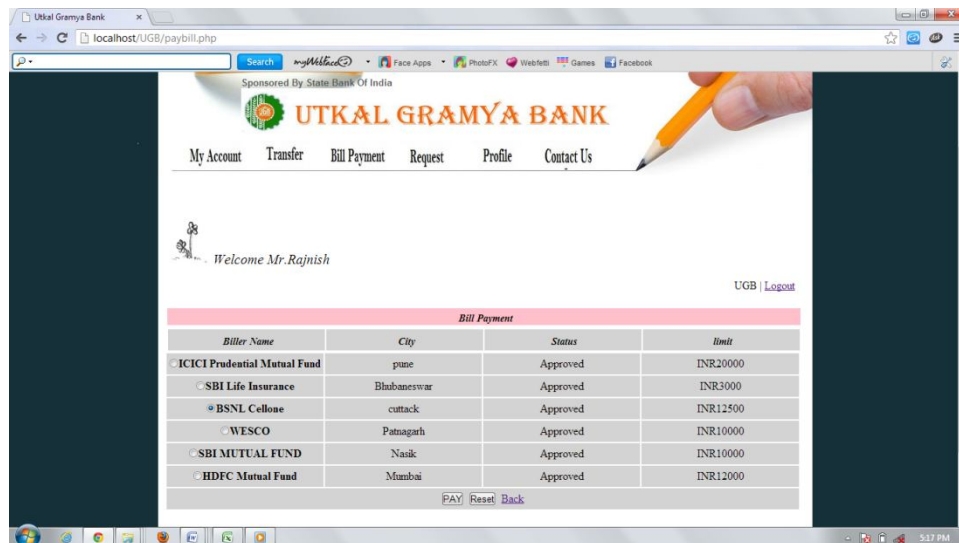 Utkal Gramya Bank
localhost/UGB/paybill.php
Search myWebface Face Apps PhotoFX Webfetti Games Facebook
Sponsored By State Bank Of India
UTKAL GRAMYA BANK
My Account Transfer Bill Payment Request Profile Contact Us
Welcome Mr.Rajnish
UGB | Logout
Bill Payment
Biller Name City Status limit
ICICI Prudential Mutual Fund pune Approved INR20000
SBI Life Insurance Bhubaneswar Approved INR3000
BSNL Cellone cuttack Approved INR12500
WESCO Patnagarh Approved INR10000
SBI MUTUAL FUND Nasik Approved INR10000
HDFC Mutual Fund Mumbai Approved INR12000
PAY Reset Back
5:17 PM